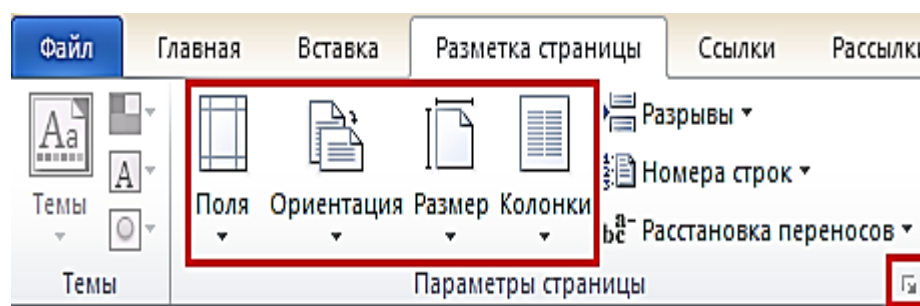 Файл Главная Вставка Разметка страницы Ссылки Рассылки
Разрывы
Номера строк
Темы Поля Ориентация Размер Колонки
Расстановка переносов
Темы Параметры страницы